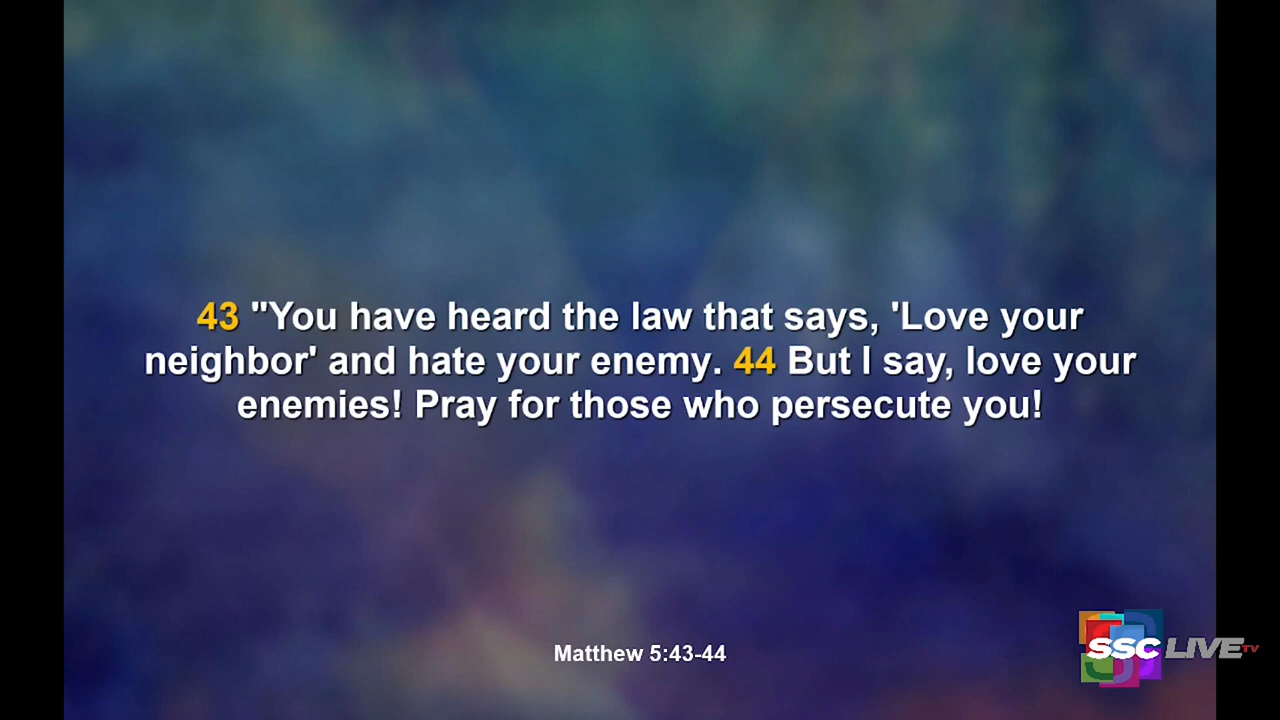 43 "You have heard the law that says, 'Love your
neighbor' and hate your enemy. 44 But I say, love your
enemies! Pray for those who persecute you!
Matthew 5:43-44
SSC LIVE TV